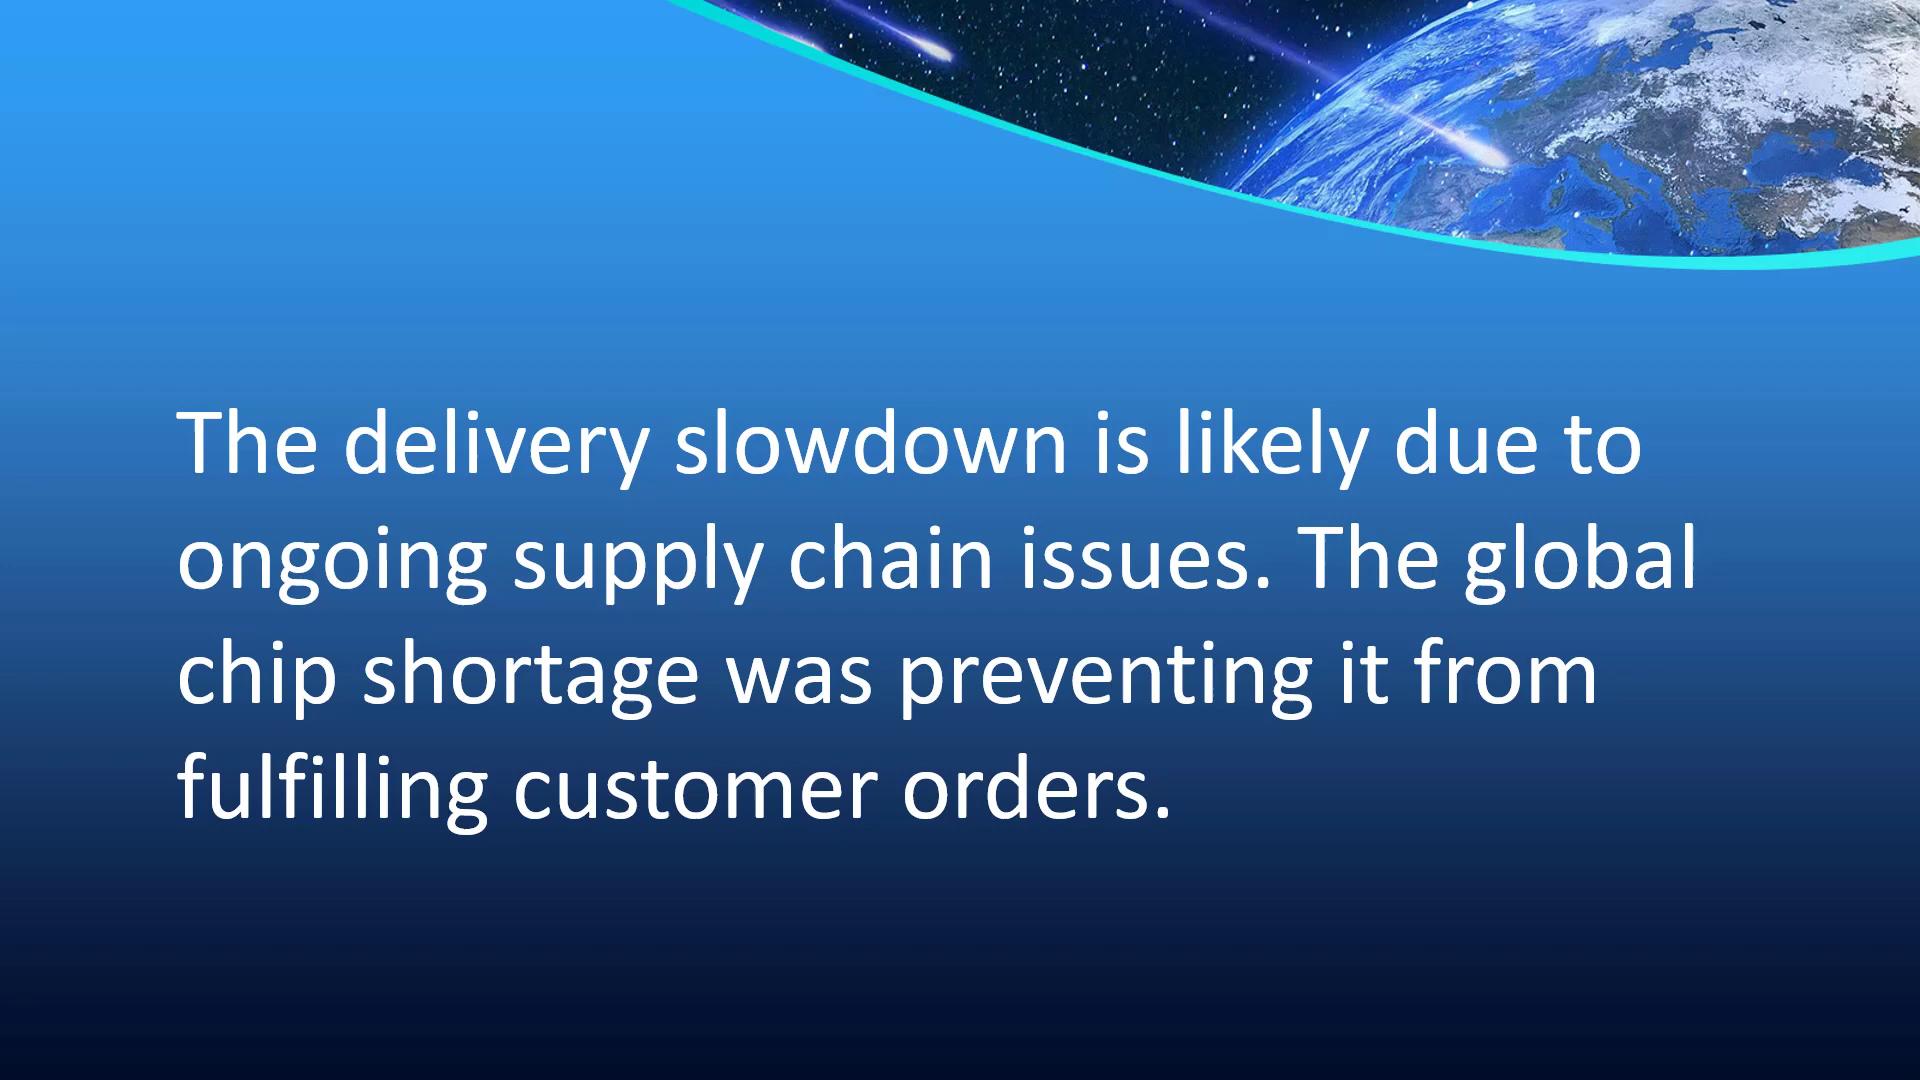 The delivery slowdown is likely due to
ongoing supply chain issues. The global
chip shortage was preventing it from
fulfilling customer orders.